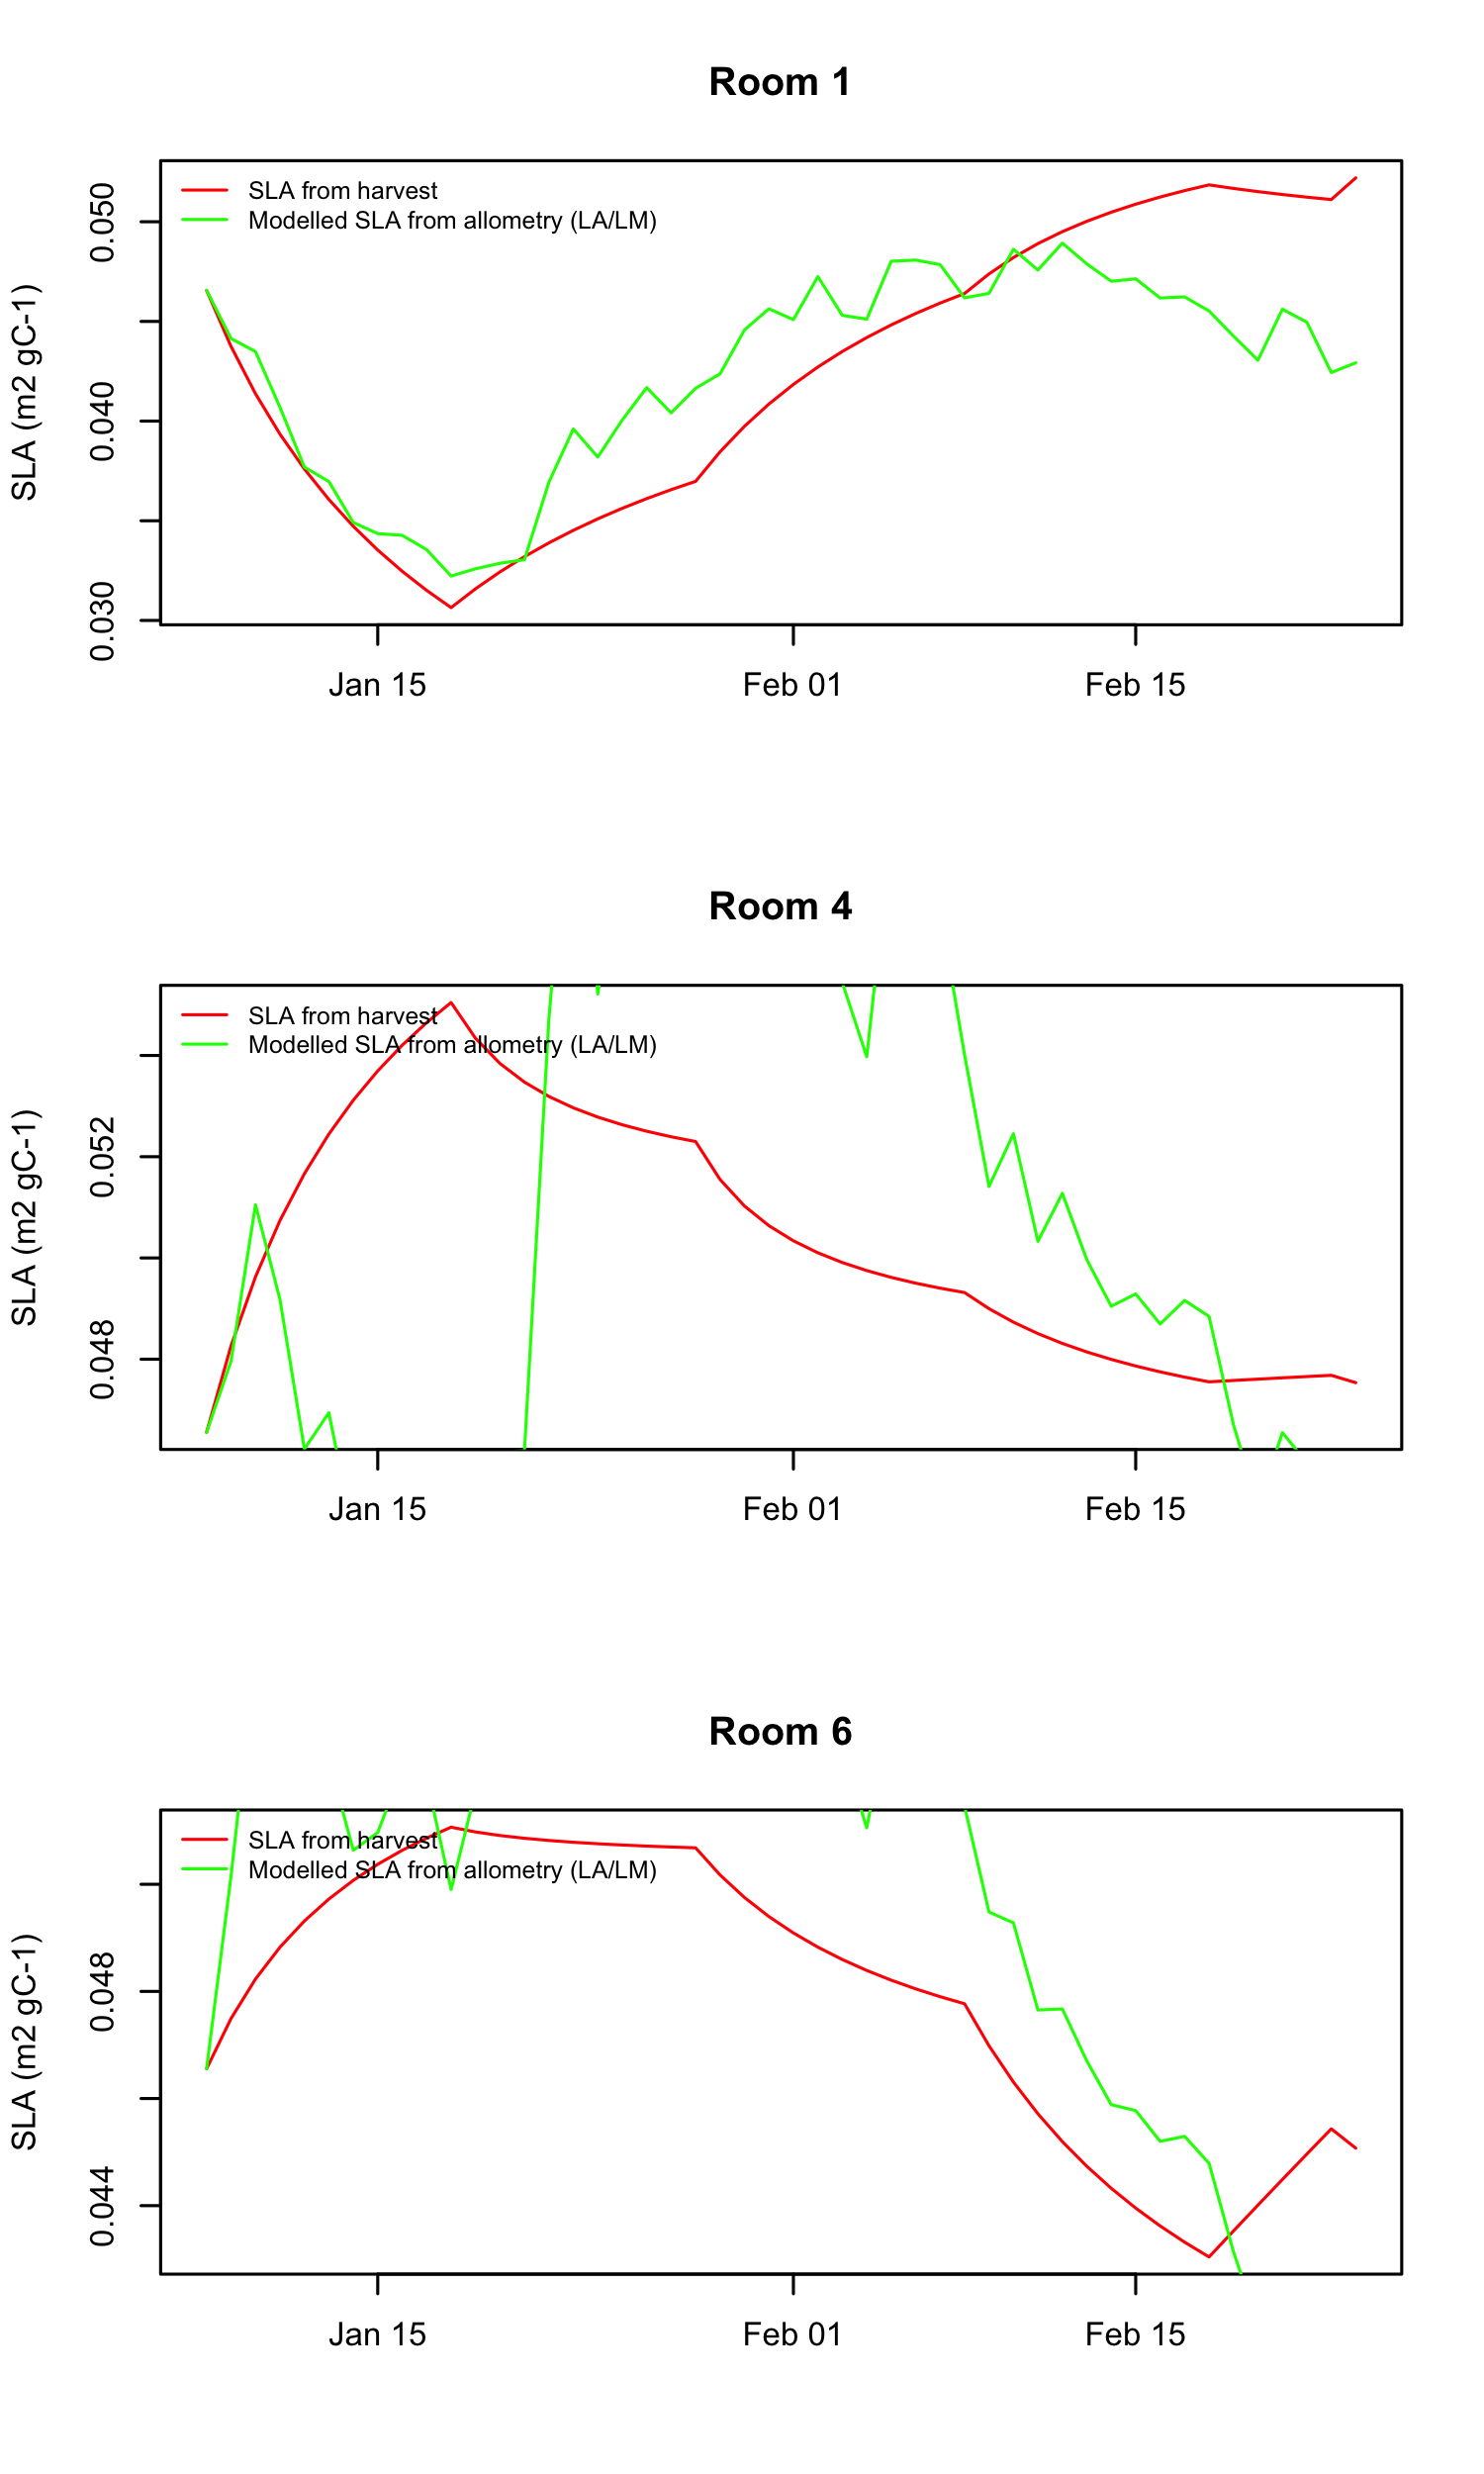 Room 1
SLA from harvest
Modelled SLA from allometry (LA/LM)
SLA (m2 gC-1)
0.050
0.040
0.030
Jan 15 Feb 01 Feb 15
Room 4
SLA from harvest
Modelled SLA from allometry (LA/LM)
SLA (m2 gC-1)
0.052
0.048
Jan 15 Feb 01 Feb 15
Room 6
SLA from harvest
Modelled SLA from allometry (LA/LM)
SLA (m2 gC-1)
0.048
0.044
Jan 15 Feb 01 Feb 15